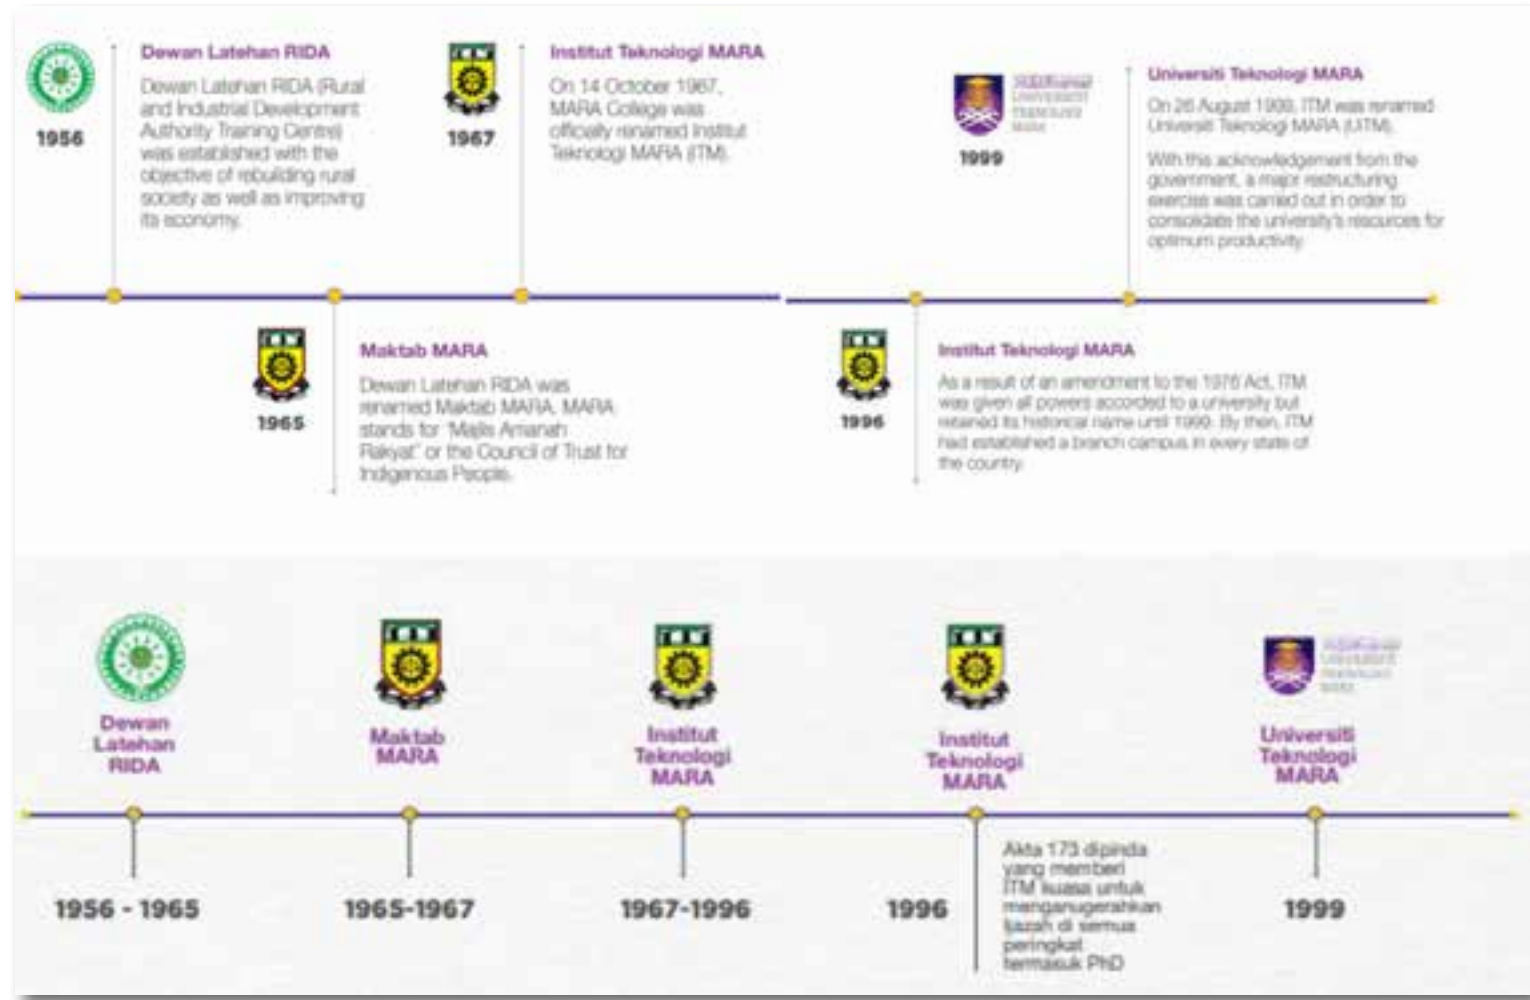 Dewan Latehan RIDA
Dewan Latehan RIDA (Rural
and Industrial Development
Authority Training Centre)
was established with the
objective of rebuilding rural
society as well as improving
its economy.
1956
Institut Teknologi MARA
On 14 October 1967,
MARA College was
officially renamed Institut
Teknologi MARA (ITM).
1967
UNIVERSITI
TEKNOLOGI
MARA
1999
Universiti Teknologi MARA
On 26 August 1999, ITM was renamed
Universiti Teknologi MARA (UiTM).
With this acknowledgement from the
government, a major restructuring
exercise was carried out in order to
consolidate the university's resources for
optimum productivity.
1965
Maktab MARA
Dewan Latehan RIDA was
renamed Maktab MARA. MARA
stands for "Majlis Amanah
Rakyat" or the Council of Trust for
Indigenous People.
1996
Institut Teknologi MARA
As a result of an amendment to the 1976 Act, ITM
was given all powers accorded to a university but
retained its historical name until 1999. By then, ITM
had established a branch campus in every state of
the country.
Dewan
Latehan
RIDA
Maktab
MARA
Institut
Teknologi
MARA
Institut
Teknologi
MARA
UNIVERSITI
TEKNOLOGI
MARA
Universiti
Teknologi
MARA
1956 - 1965
1965-1967
1967-1996
1996
Akta 173 dipinda
yang memberi
ITM kuasa untuk
menganugerahkan
ijazah di semua
peringkat
termasuk PhD
1999